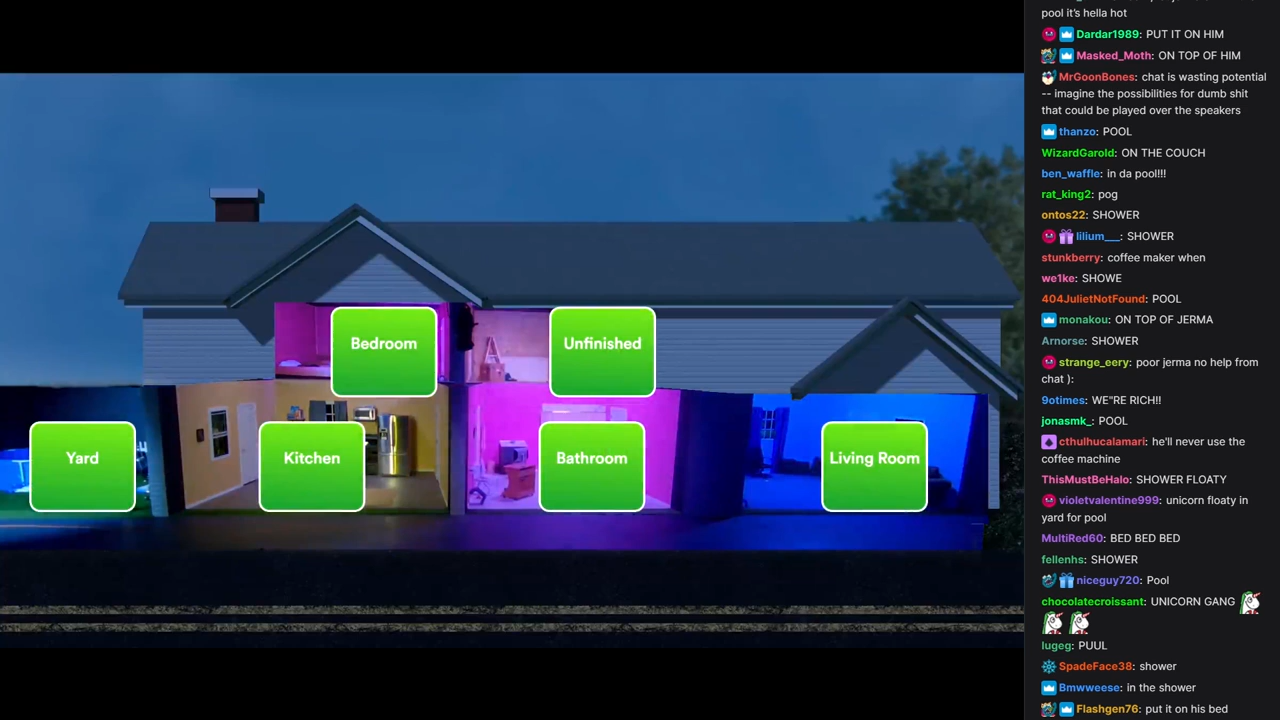 pool it's hella hot
Dardar1989: PUT IT ON HIM
Masked_Moth: ON TOP OF HIM
MrGoonBones: chat is wasting potential
-- imagine the possibilities for dumb shit
that could be played over the speakers
thanzo: POOL
WizardGarold: ON THE COUCH
ben_waffle: in da pool!!!
rat_king2: pog
ontos22: SHOWER
lilium___: SHOWER
stunkberry: coffee maker when
we1ke: SHOWE
404JulietNotFound: POOL
monakou: ON TOP OF JERMA
Arnorse: SHOWER
strange_eery: poor jerma no help from
chat ):
9otimes: WE"RE RICH!!
jonasmk_: POOL
cthulhucalamari: he'll never use the
coffee machine
ThisMustBeHalo: SHOWER FLOATY
violetvalentine999: unicorn floaty in
yard for pool
MultiRed60: BED BED BED
fellenhs: SHOWER
niceguy720: Pool
chocolatecroissant: UNICORN GANG
lugeg: PUUL
SpadeFace38: shower
Bmwweese: in the shower
Flashgen76: put it on his bed
Bedroom
Unfinished
Yard
Kitchen
Bathroom
Living Room